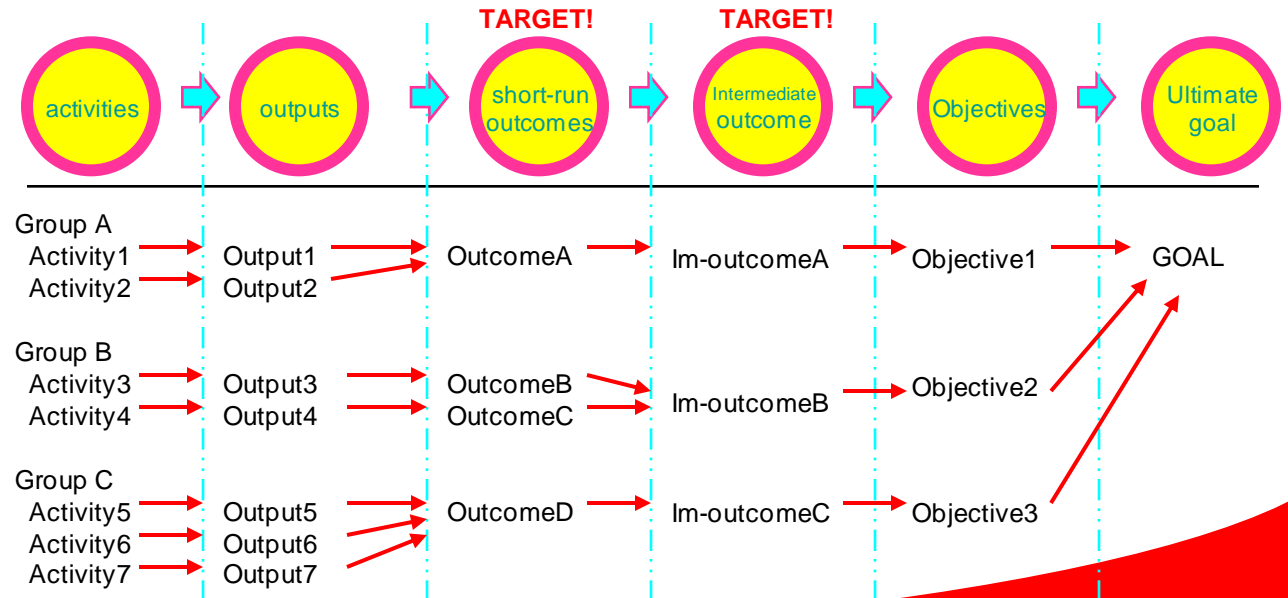 TARGET! TARGET!
activities
outputs
short-run
outcomes
Intermediate
outcome
Objectives
Ultimate
goal
Group A
Activity1 Output1 OutcomeA Im-outcomeA Objective1 GOAL
Activity2 Output2
Group B
Activity3 Output3 OutcomeB Im-outcomeB Objective2
Activity4 Output4 OutcomeC
Group C
Activity5 Output5 OutcomeD Im-outcomeC Objective3
Activity6 Output6
Activity7 Output7